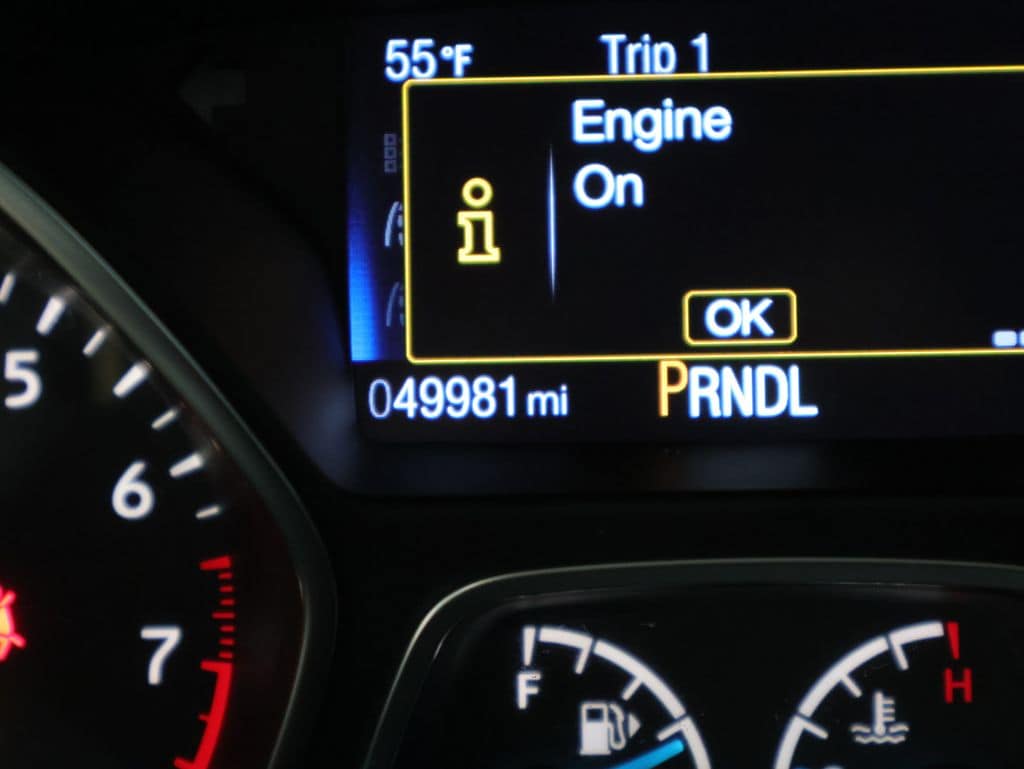 55°F Trip 1
Engine
On
OK
049981 mi PRNDL
5
6
7
F
H